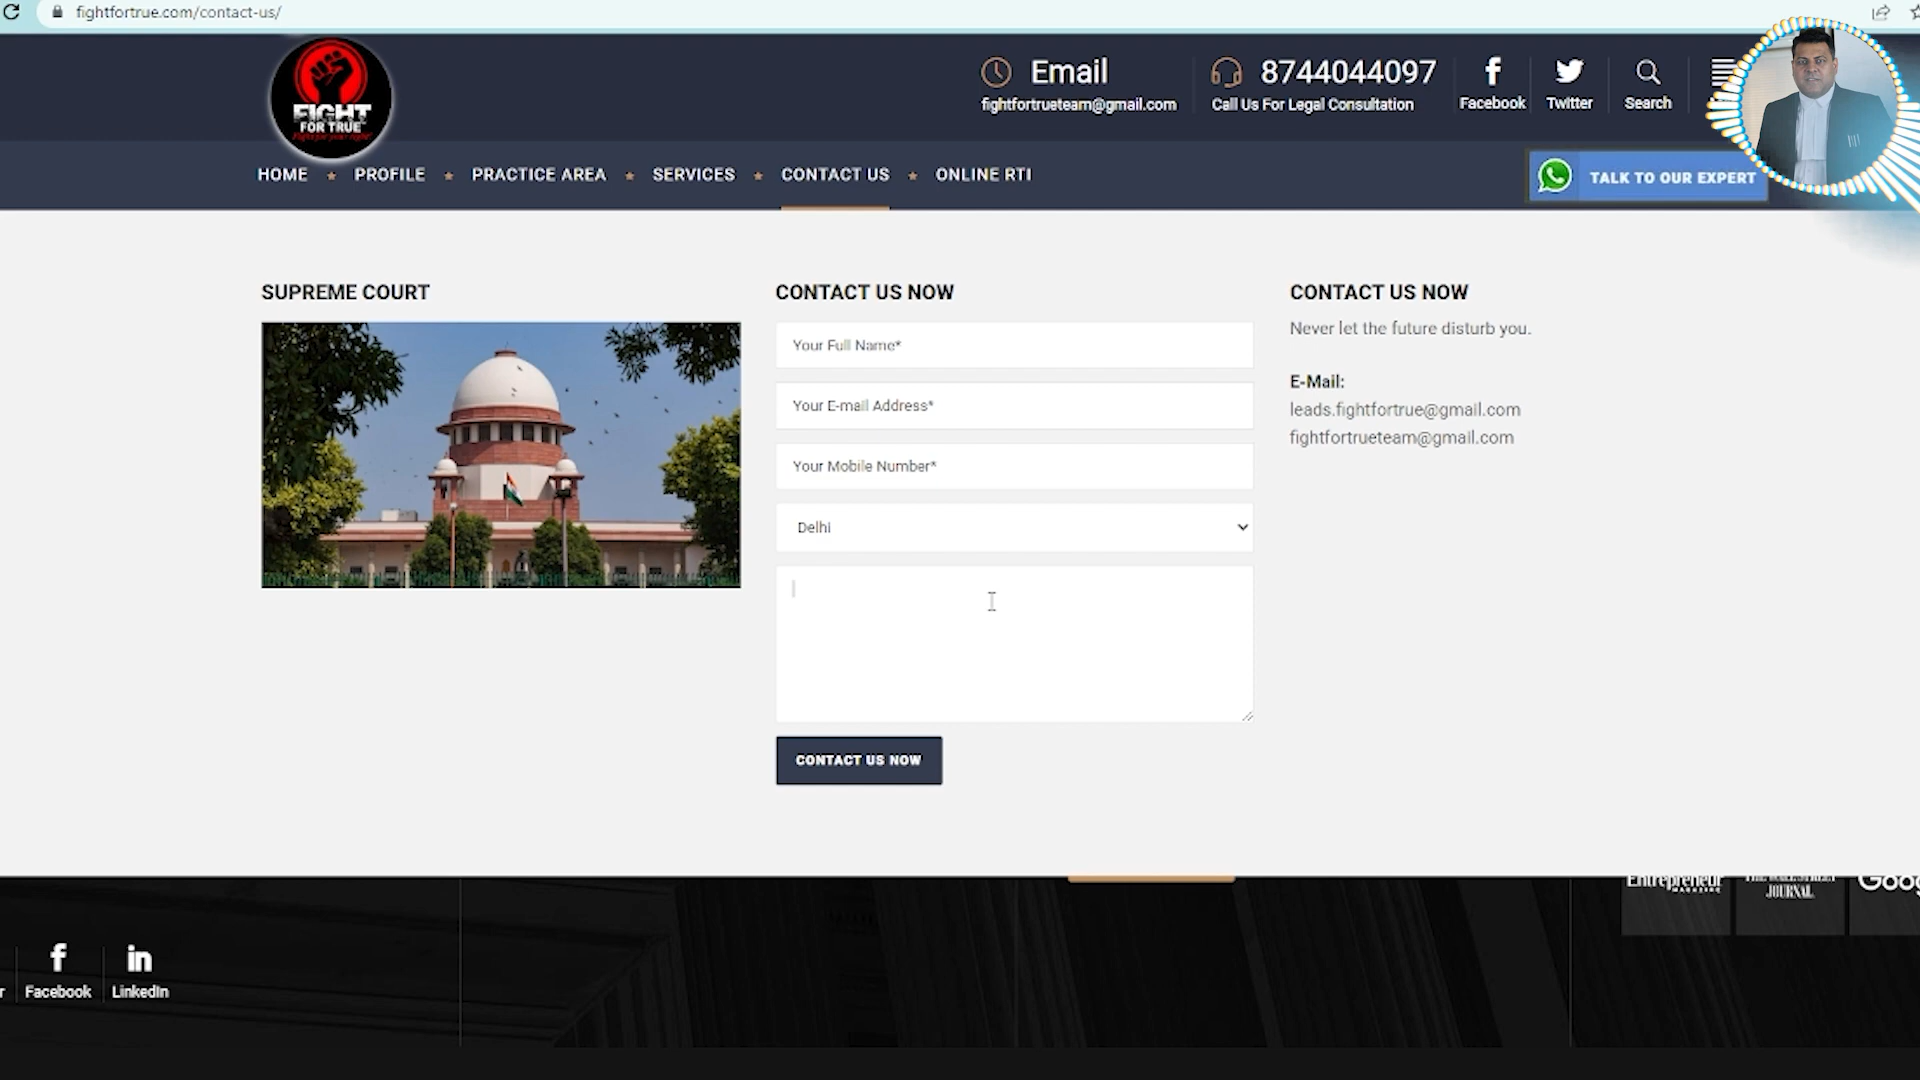 fightfortrue.com/contact-us/
FIGHT
FOR TRUE
Email
fightfortrueteam@gmail.com
8744044097
Call Us For Legal Consultation
Facebook
Twitter
Search
HOME
PROFILE
PRACTICE AREA
SERVICES
CONTACT US
ONLINE RTI
TALK TO OUR EXPERT
SUPREME COURT
CONTACT US NOW
Your Full Name*
Your E-mail Address*
Your Mobile Number*
Delhi
CONTACT US NOW
CONTACT US NOW
Never let the future disturb you.
E-Mail:
leads.fightfortrue@gmail.com
fightfortrueteam@gmail.com
Entrepreneur
MAGAZINE
JOURNAL
r
Facebook
LinkedIn